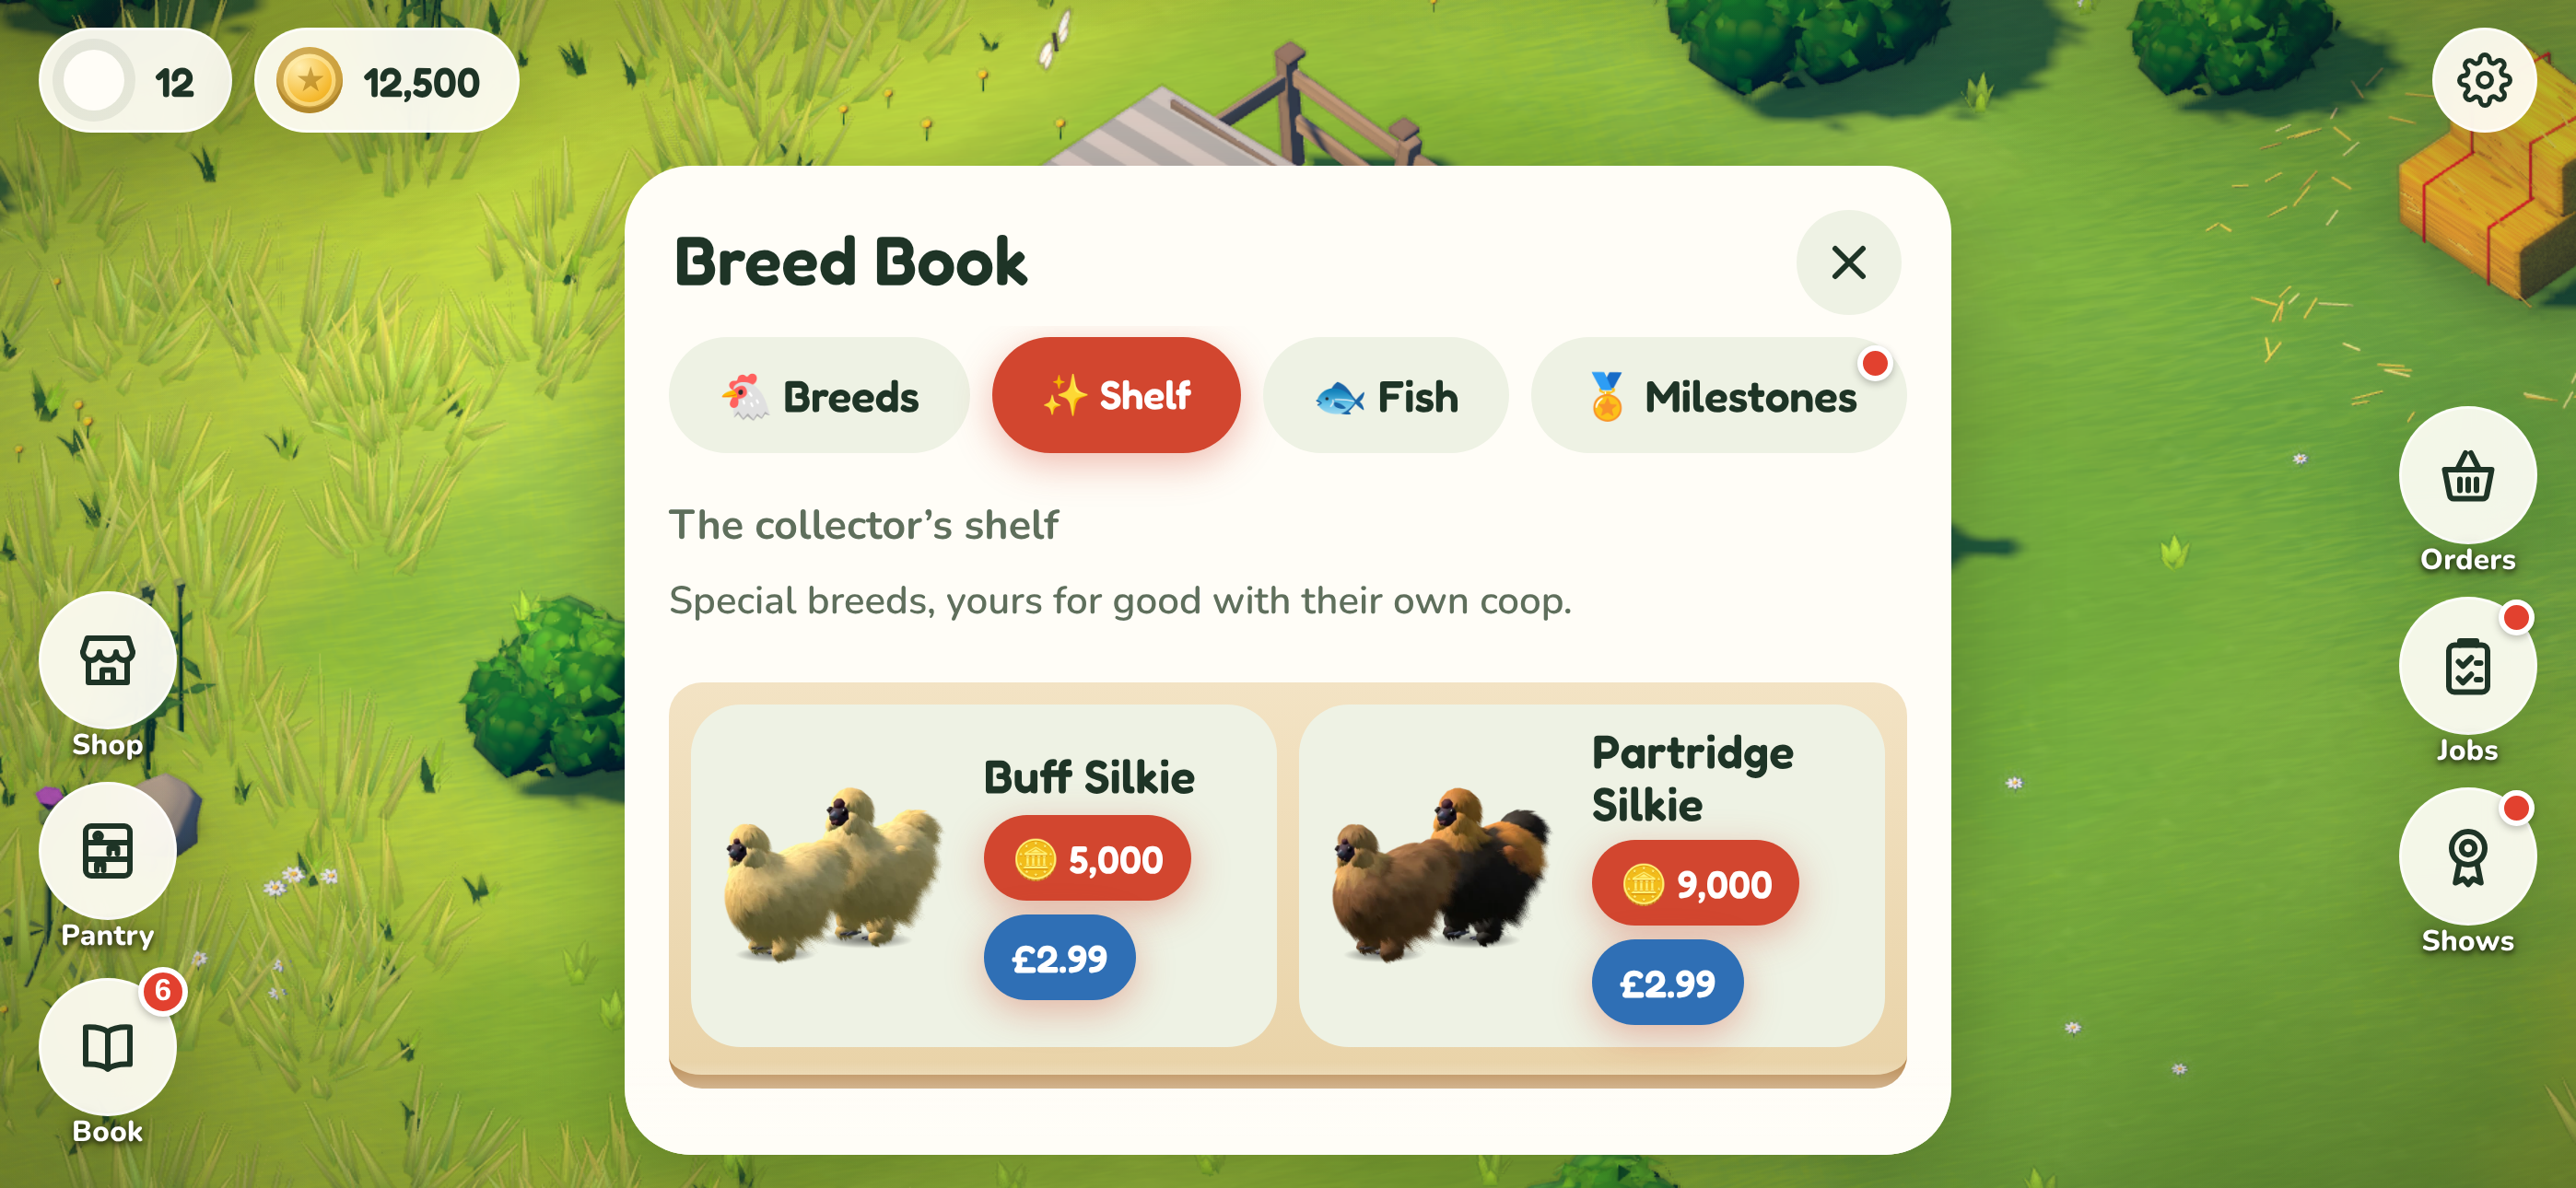 12
12,500
Breed Book
Breeds
Shelf
Fish
Milestones
The collector's shelf
Special breeds, yours for good with their own coop.
Buff Silkie
5,000
£2.99
Partridge
Silkie
9,000
£2.99
Shop
Pantry
6
Book
Orders
Jobs
Shows